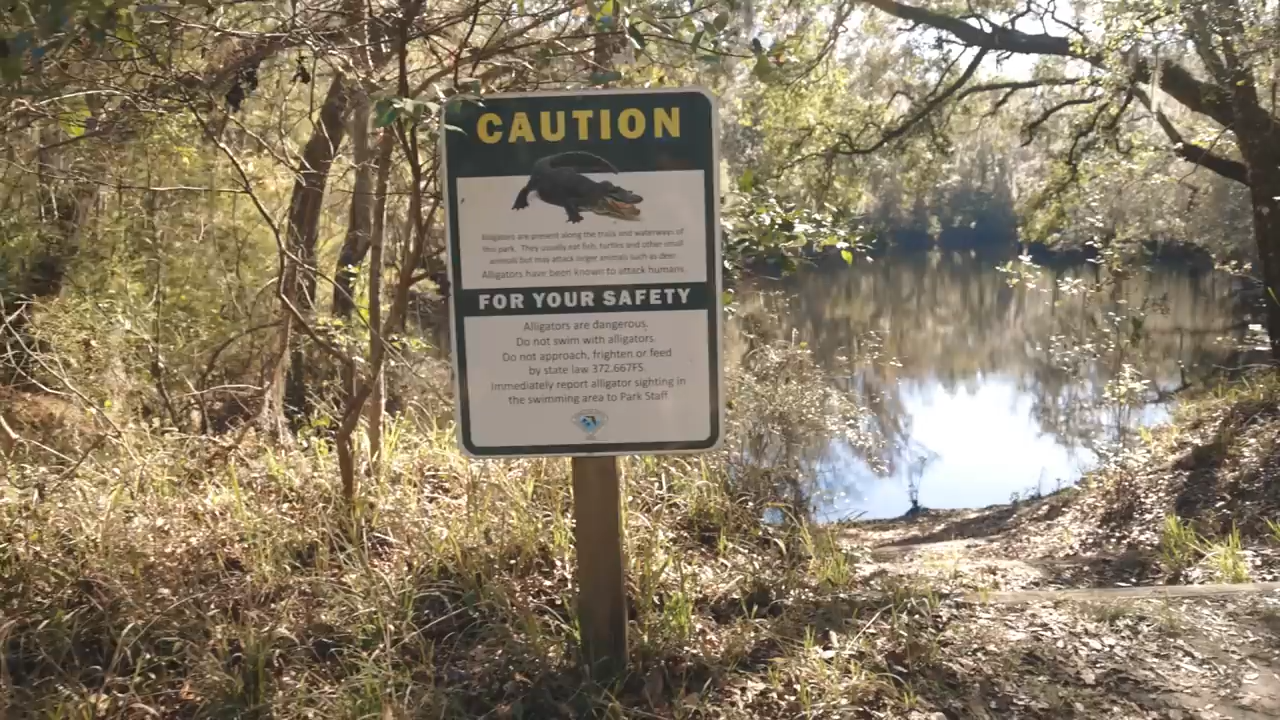 CAUTION
Alligators are present along the trails and waterways of
this park. They usually eat fish, turtles and other small
animals but may attack larger animals such as deer.
Alligators have been known to attack humans.
FOR YOUR SAFETY
Alligators are dangerous.
Do not swim with alligators.
Do not approach, frighten or feed
by state law 372.667FS.
Immediately report alligator sighting in
the swimming area to Park Staff